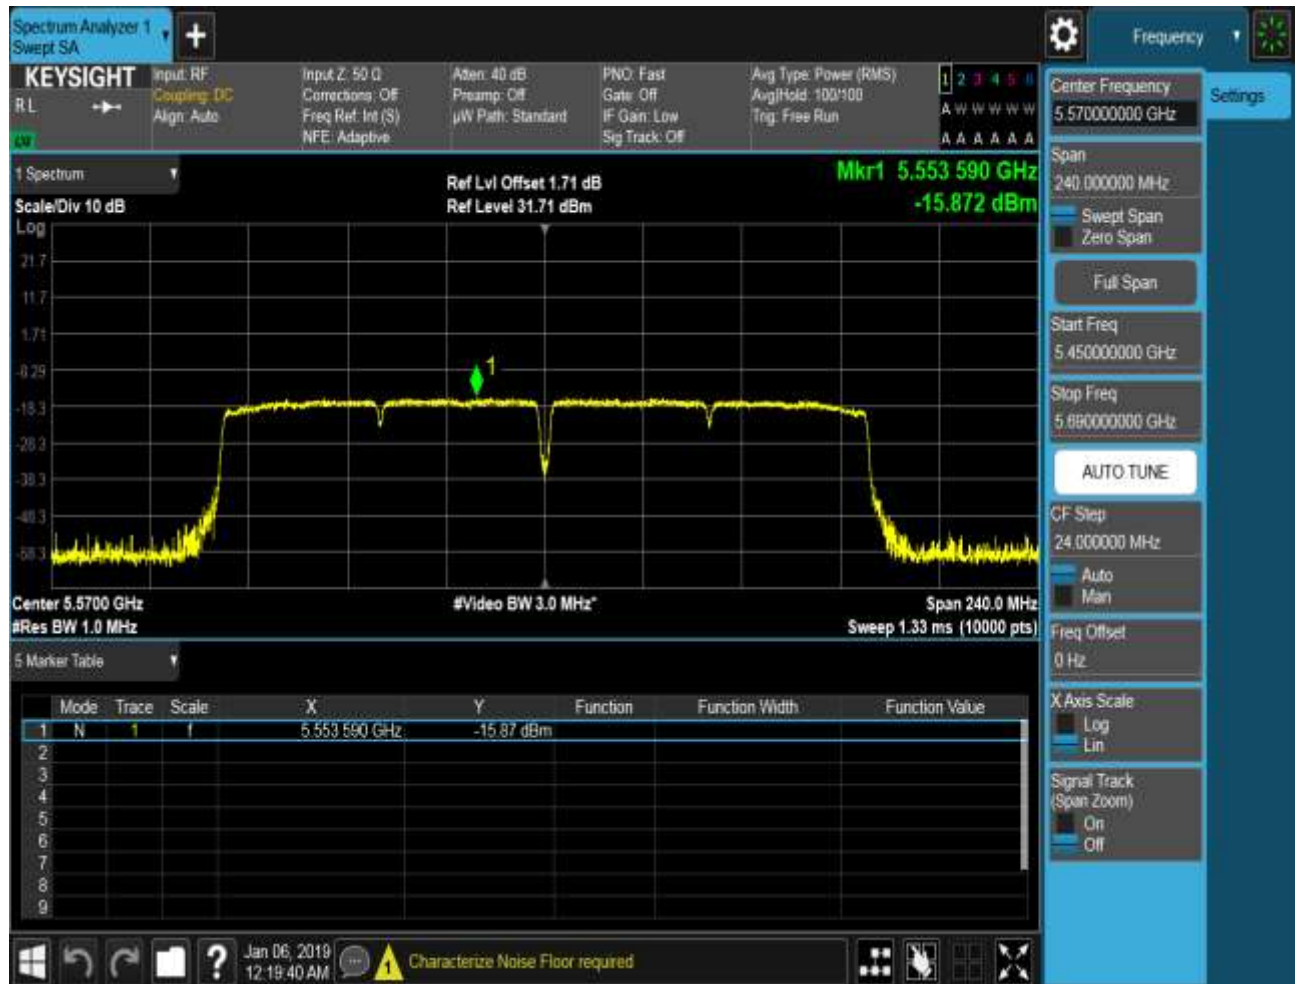 Spectrum Analyzer 1
Swept SA
Frequency
KEYSIGHT
RL
Input: RF
Coupling: DC
Align: Auto
Input Z: 50 Ω
Corrections: Off
Freq Ref: Int (S)
NFE: Adaptive
Atten: 40 dB
Preamp: Off
µW Path: Standard
PNO: Fast
Gate: Off
IF Gain: Low
Sig Track: Off
Avg Type: Power (RMS)
Avg|Hold: 100/100
Trig: Free Run
1 2 3 4 5 6
A W W W W W
A A A A A A
1 Spectrum
Scale/Div 10 dB
Log
Ref Lvl Offset 1.71 dB
Ref Level 31.71 dBm
Mkr1 5.553 590 GHz
-15.872 dBm
21.7
11.7
1.71
-8.29
-18.3
-28.3
-38.3
-48.3
-58.3
1
Center 5.5700 GHz
#Res BW 1.0 MHz
#Video BW 3.0 MHz*
Span 240.0 MHz
Sweep 1.33 ms (10000 pts)
5 Marker Table
Mode Trace Scale X Y Function Function Width Function Value
1 N 1 f 5.553 590 GHz -15.87 dBm
2
3
4
5
6
7
8
9
Jan 06, 2019
12:19:40 AM
Characterize Noise Floor required
Settings
Center Frequency
5.570000000 GHz
Span
240.000000 MHz
Swept Span
Zero Span
Full Span
Start Freq
5.450000000 GHz
Stop Freq
5.690000000 GHz
AUTO TUNE
CF Step
24.000000 MHz
Auto
Man
Freq Offset
0 Hz
X Axis Scale
Log
Lin
Signal Track
(Span Zoom)
On
Off